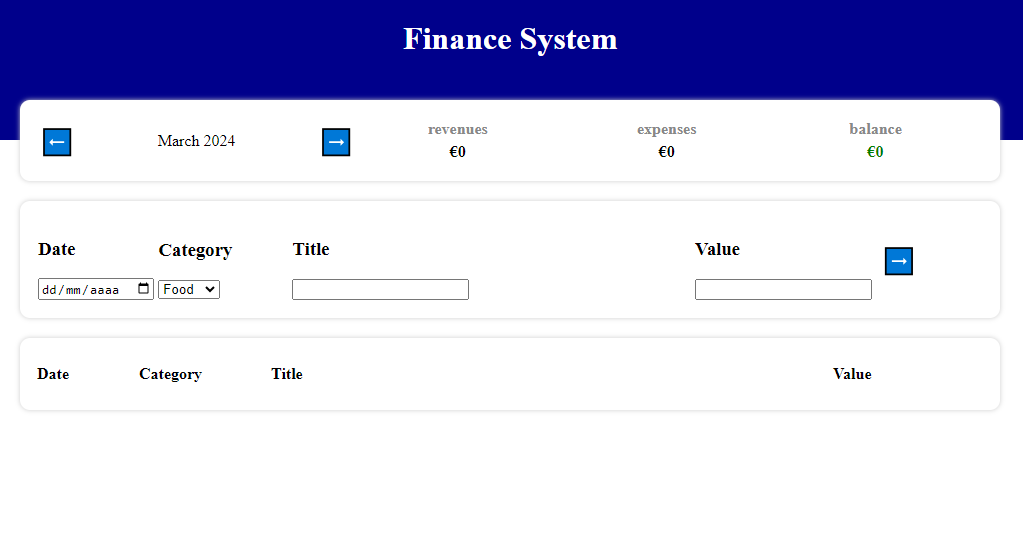 Finance System
← March 2024 → revenues expenses balance
€0 €0 €0
Date Category Title Value →
dd/mm/aaaa Food
Date Category Title Value